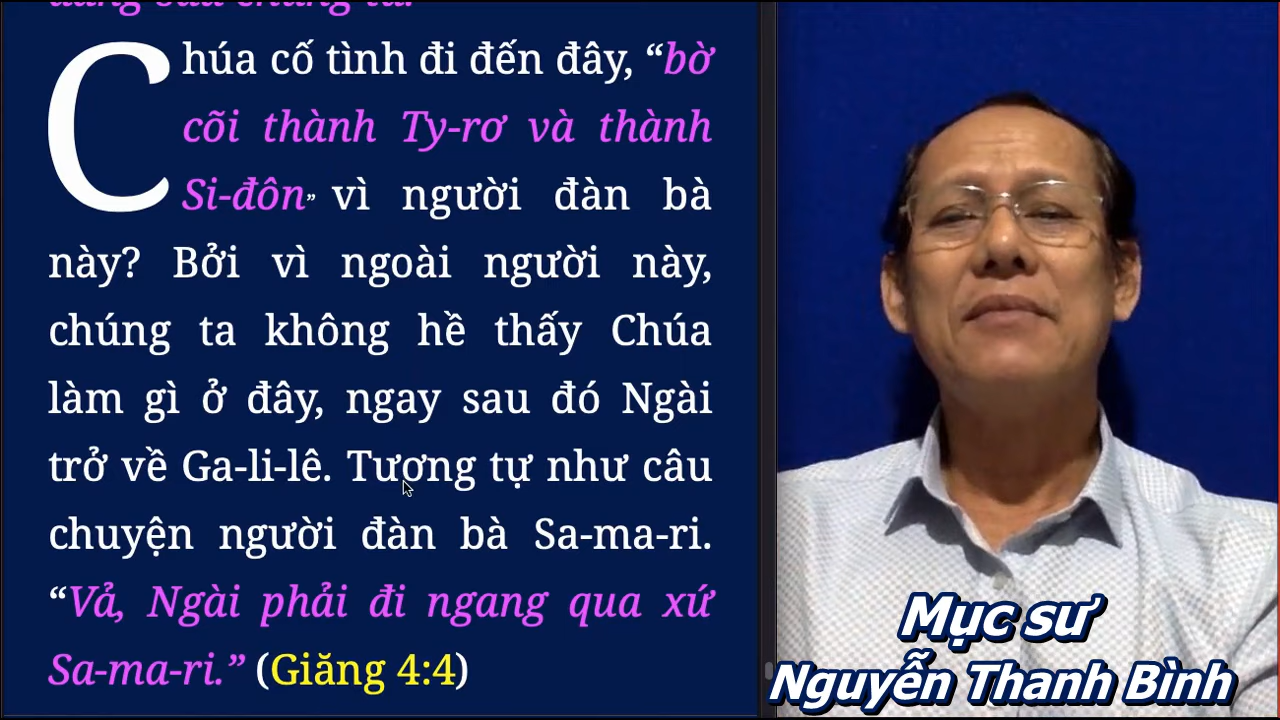 Chúa cố tình đi đến đây, “bờ
cõi thành Ty-rơ và thành
Si-đôn” vì người đàn bà
này? Bởi vì ngoài người này,
chúng ta không hề thấy Chúa
làm gì ở đây, ngay sau đó Ngài
trở về Ga-li-lê. Tương tự như câu
chuyện người đàn bà Sa-ma-ri.
“Vả, Ngài phải đi ngang qua xứ
Sa-ma-ri.” (Giăng 4:4)
Mục sư
Nguyễn Thanh Bình